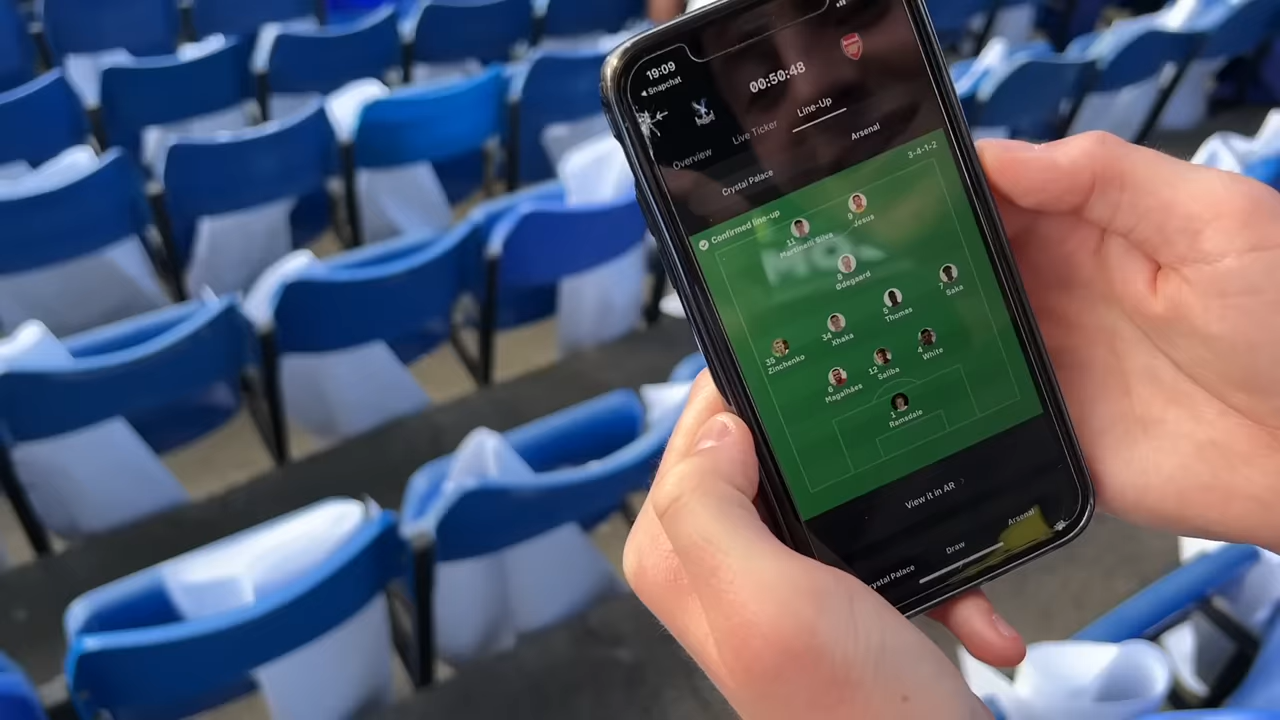 19:09
◀ Snapchat
00:50:48
Overview
Live Ticker
Line-Up
Crystal Palace
Arsenal
3-4-1-2
Confirmed line-up
9
Jesus
11
Martinelli Silva
8
Ødegaard
7 Saka
5
Thomas
34
Xhaka
35
Zinchenko
4
White
12
Saliba
6
Magalhães
1
Ramsdale
View it in AR
Crystal Palace
Draw
Arsenal